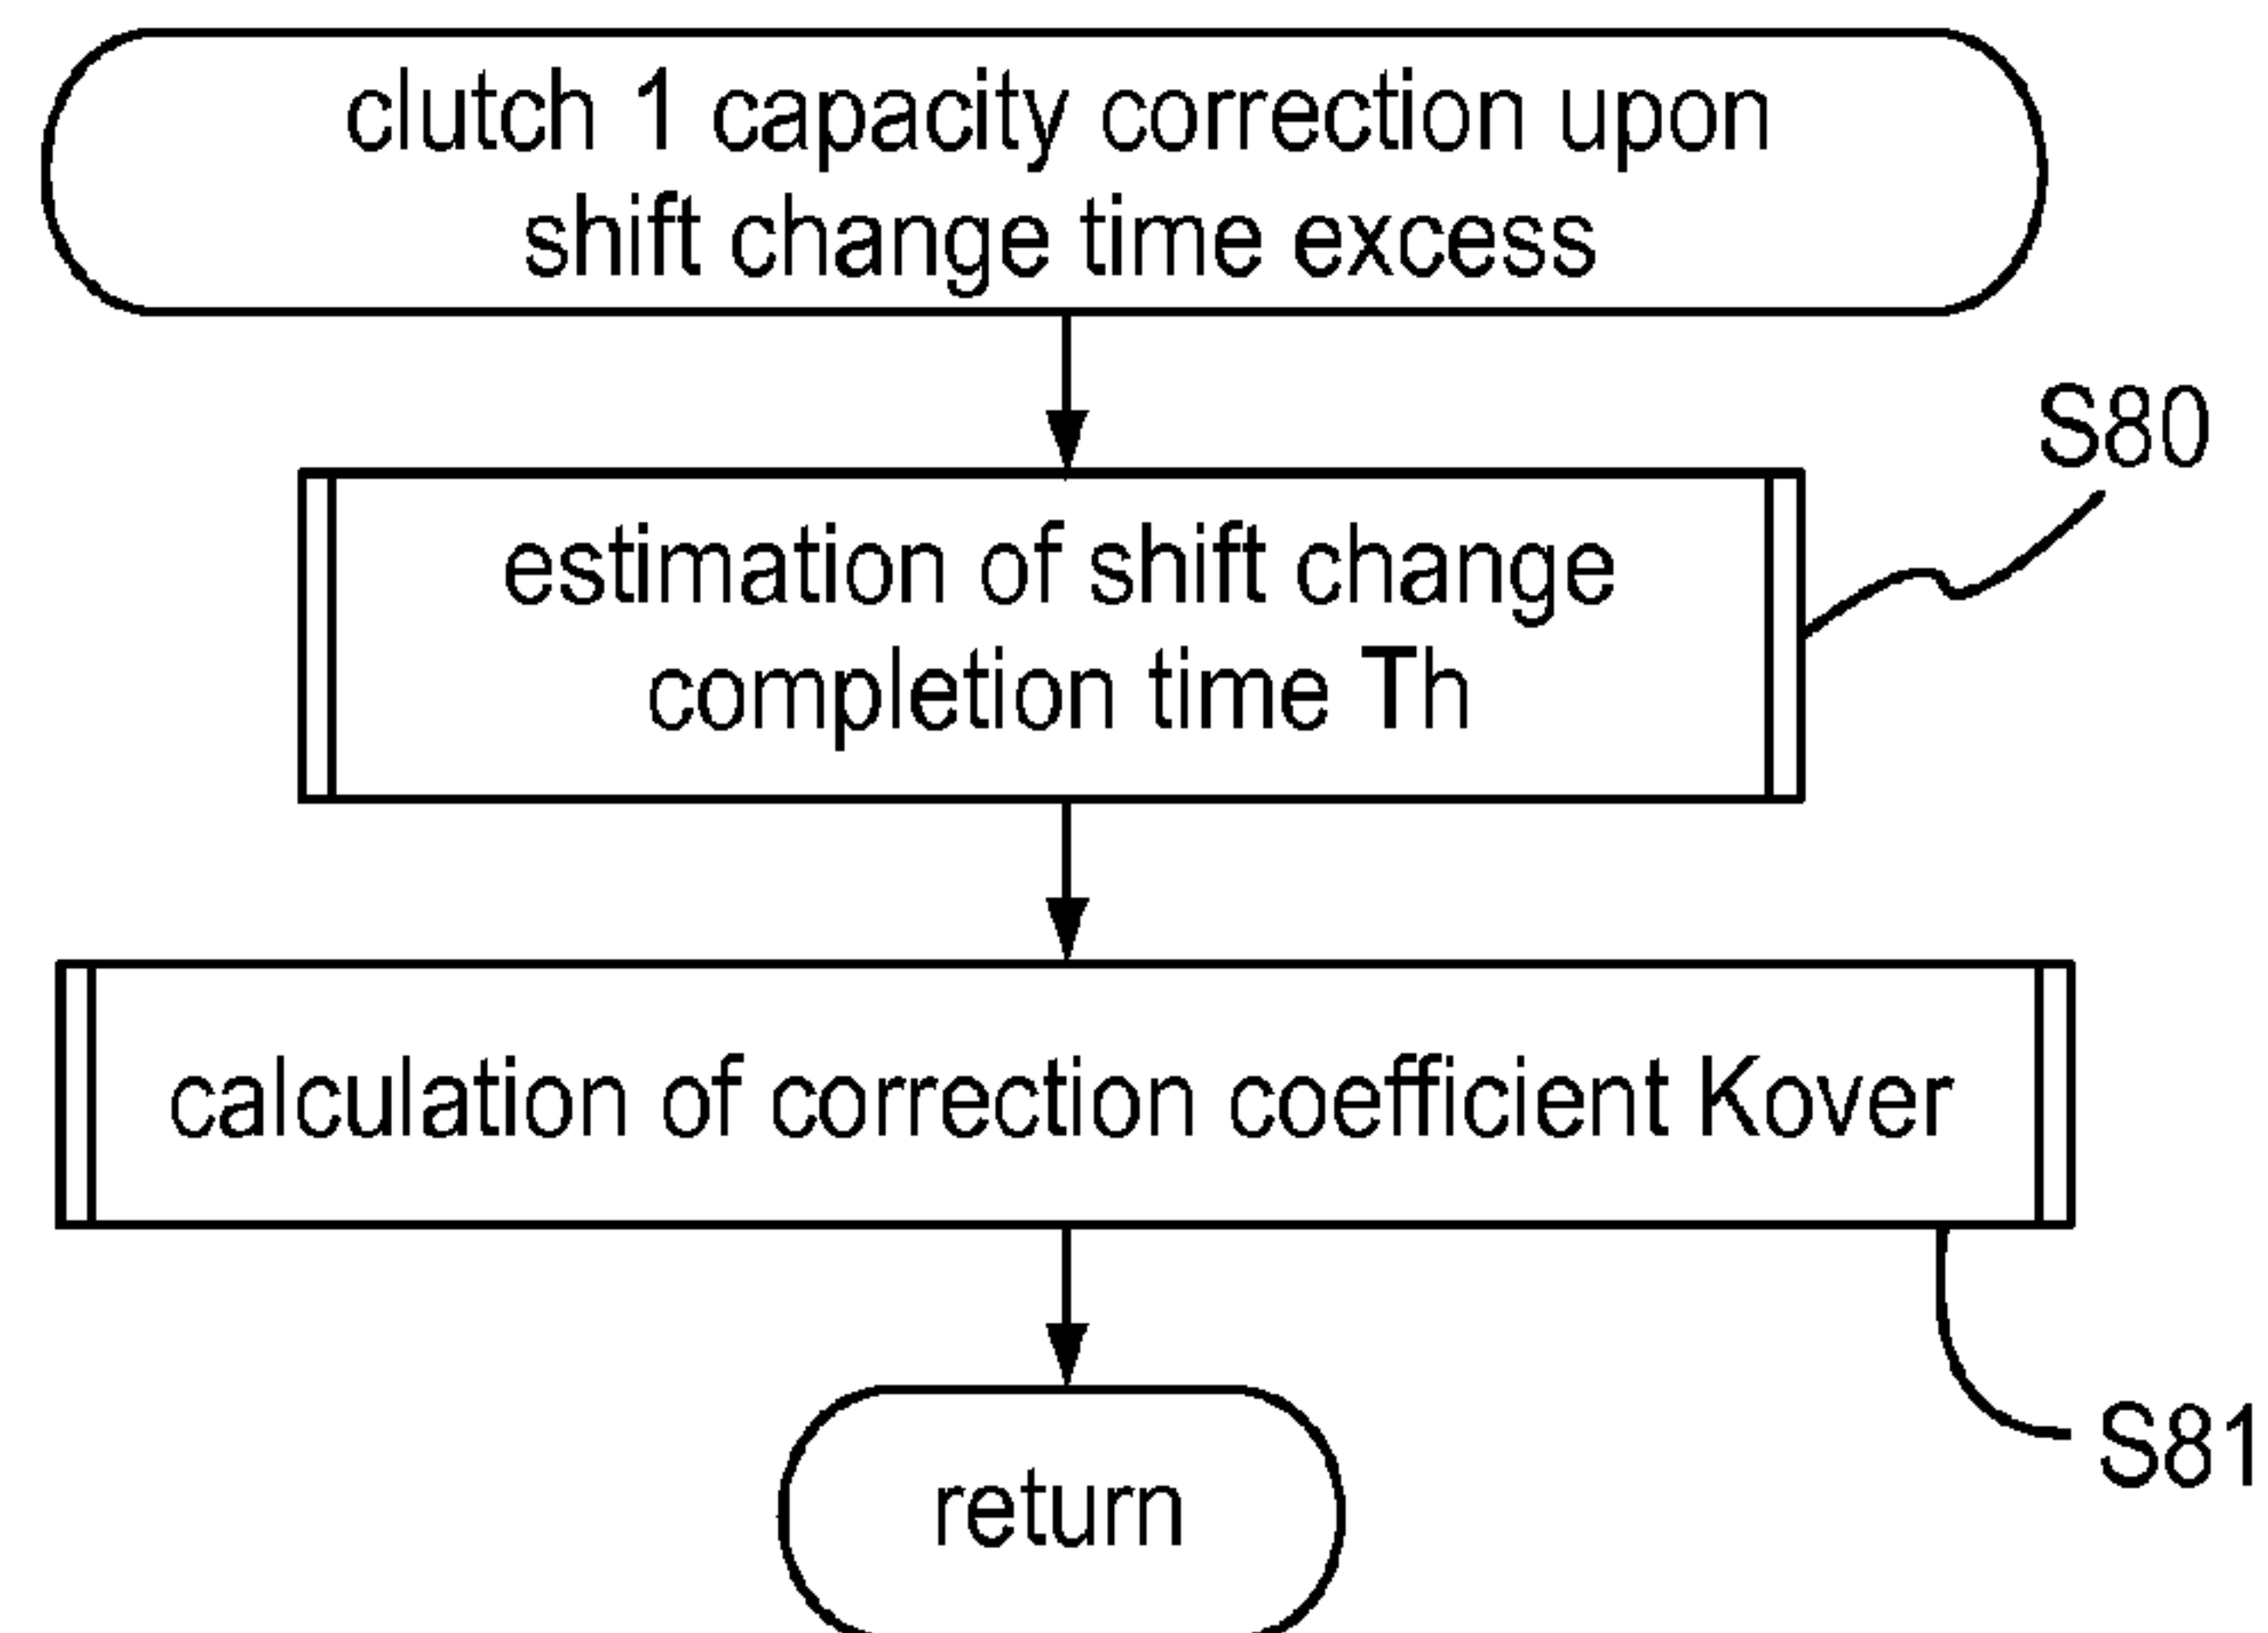 clutch 1 capacity correction upon
shift change time excess
S80
estimation of shift change
completion time Th
calculation of correction coefficient Kover
S81
return